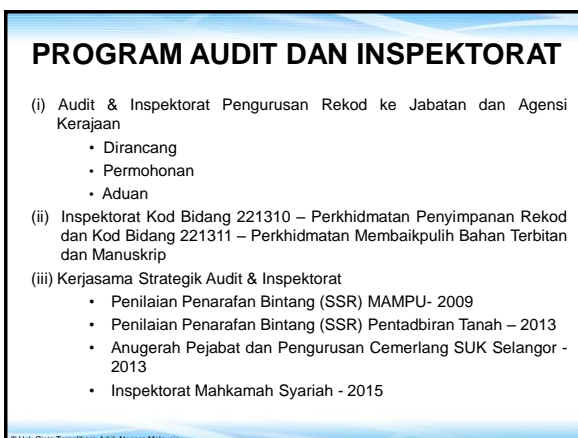 PROGRAM AUDIT DAN INSPEKTORAT
(i) Audit & Inspektorat Pengurusan Rekod ke Jabatan dan Agensi
Kerajaan
• Dirancang
• Permohonan
• Aduan
(ii) Inspektorat Kod Bidang 221310 – Perkhidmatan Penyimpanan Rekod
dan Kod Bidang 221311 – Perkhidmatan Membaikpulih Bahan Terbitan
dan Manuskrip
(iii) Kerjasama Strategik Audit & Inspektorat
• Penilaian Penarafan Bintang (SSR) MAMPU- 2009
• Penilaian Penarafan Bintang (SSR) Pentadbiran Tanah – 2013
• Anugerah Pejabat dan Pengurusan Cemerlang SUK Selangor -
2013
• Inspektorat Mahkamah Syariah - 2015